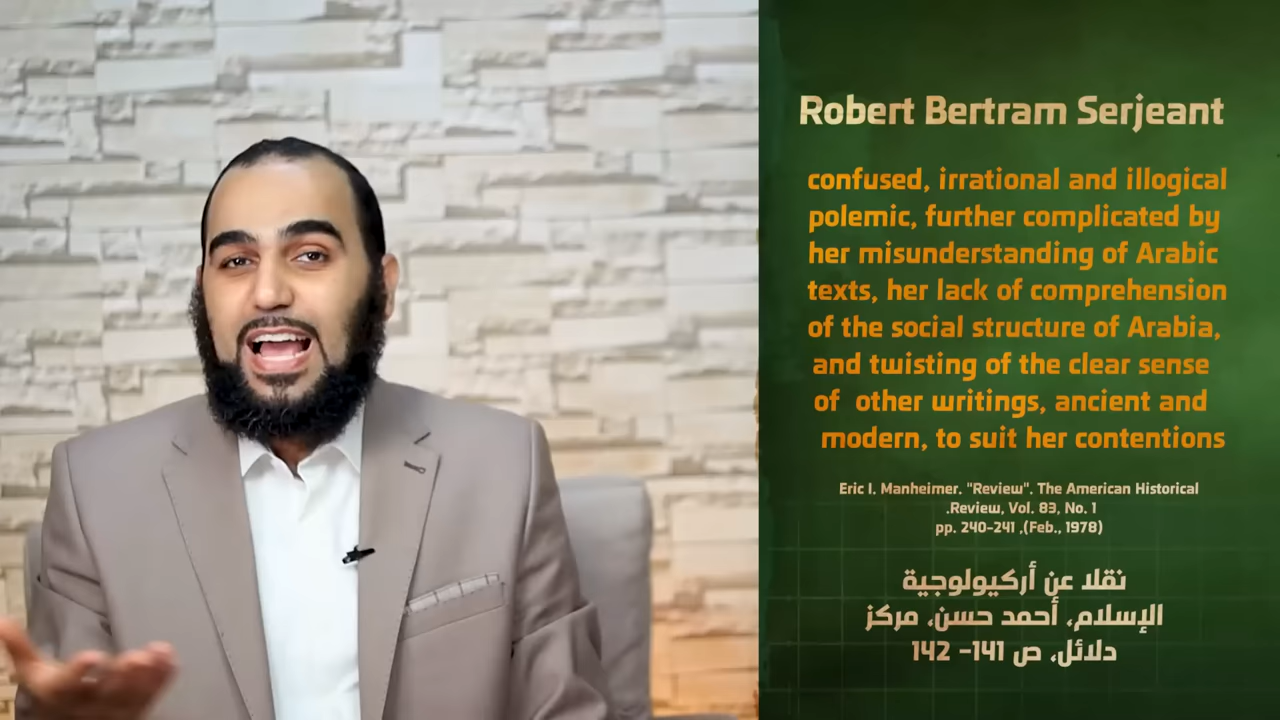 Robert Bertram Serjeant
confused, irrational and illogical
polemic, further complicated by
her misunderstanding of Arabic
texts, her lack of comprehension
of the social structure of Arabia,
and twisting of the clear sense
of other writings, ancient and
modern, to suit her contentions
Eric I. Manheimer. "Review". The American Historical
.Review, Vol. 83, No. 1
pp. 240-241 ,(Feb., 1978)
نقلا عن أركيولوجية
الإسلام، أحمد حسن، مركز
دلائل، ص 141- 142